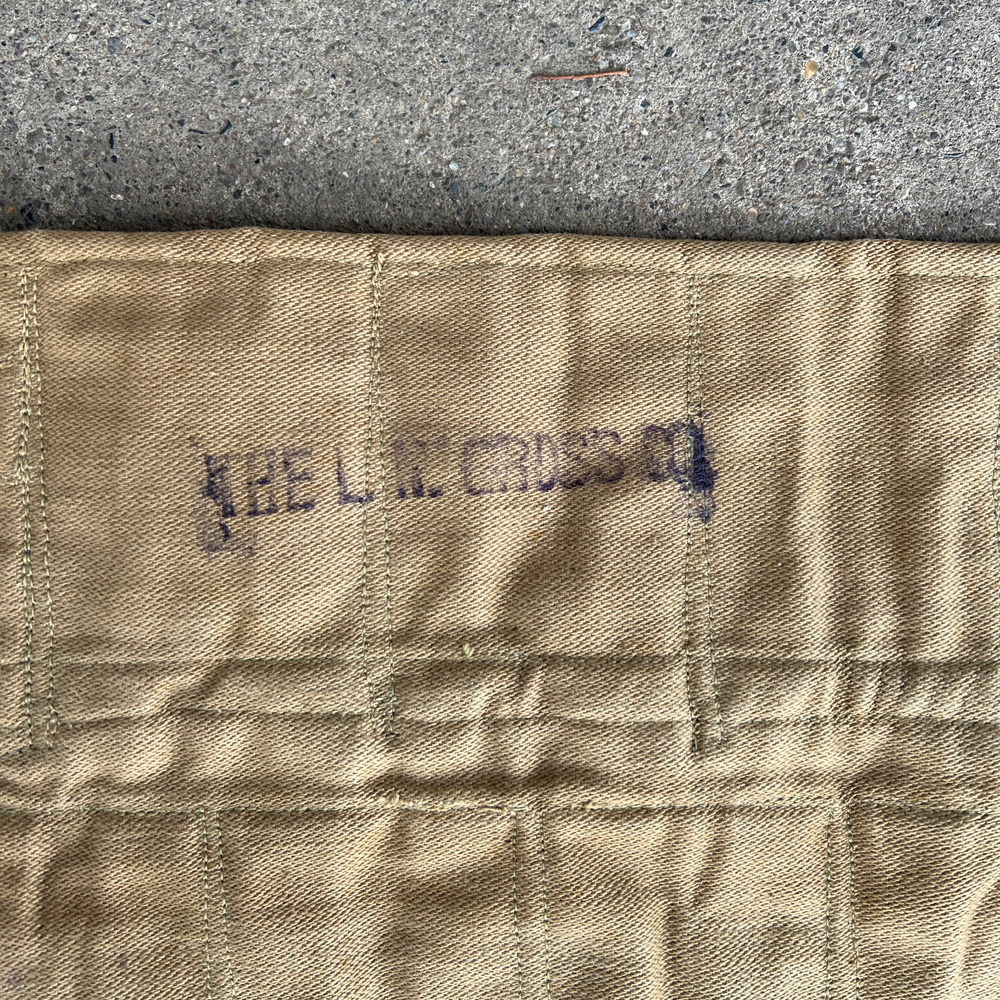 THE L. W. CROSS CO.